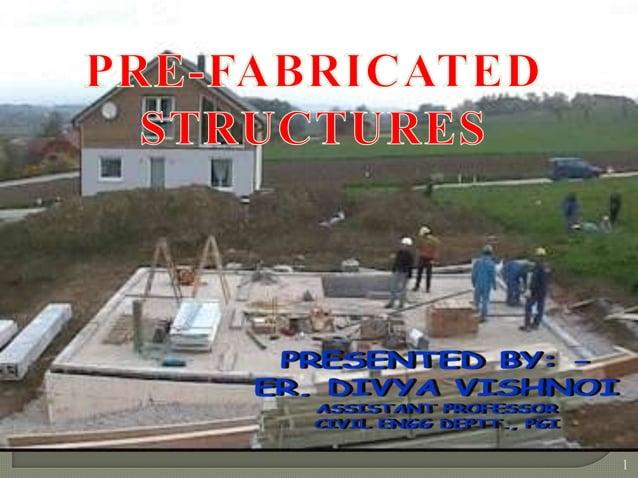 PRE-FABRICATED
STRUCTURES
PRESENTED BY: -
ER. DIVYA VISHNOI
ASSISTANT PROFESSOR
CIVIL ENGG DEPTT., PGI
1